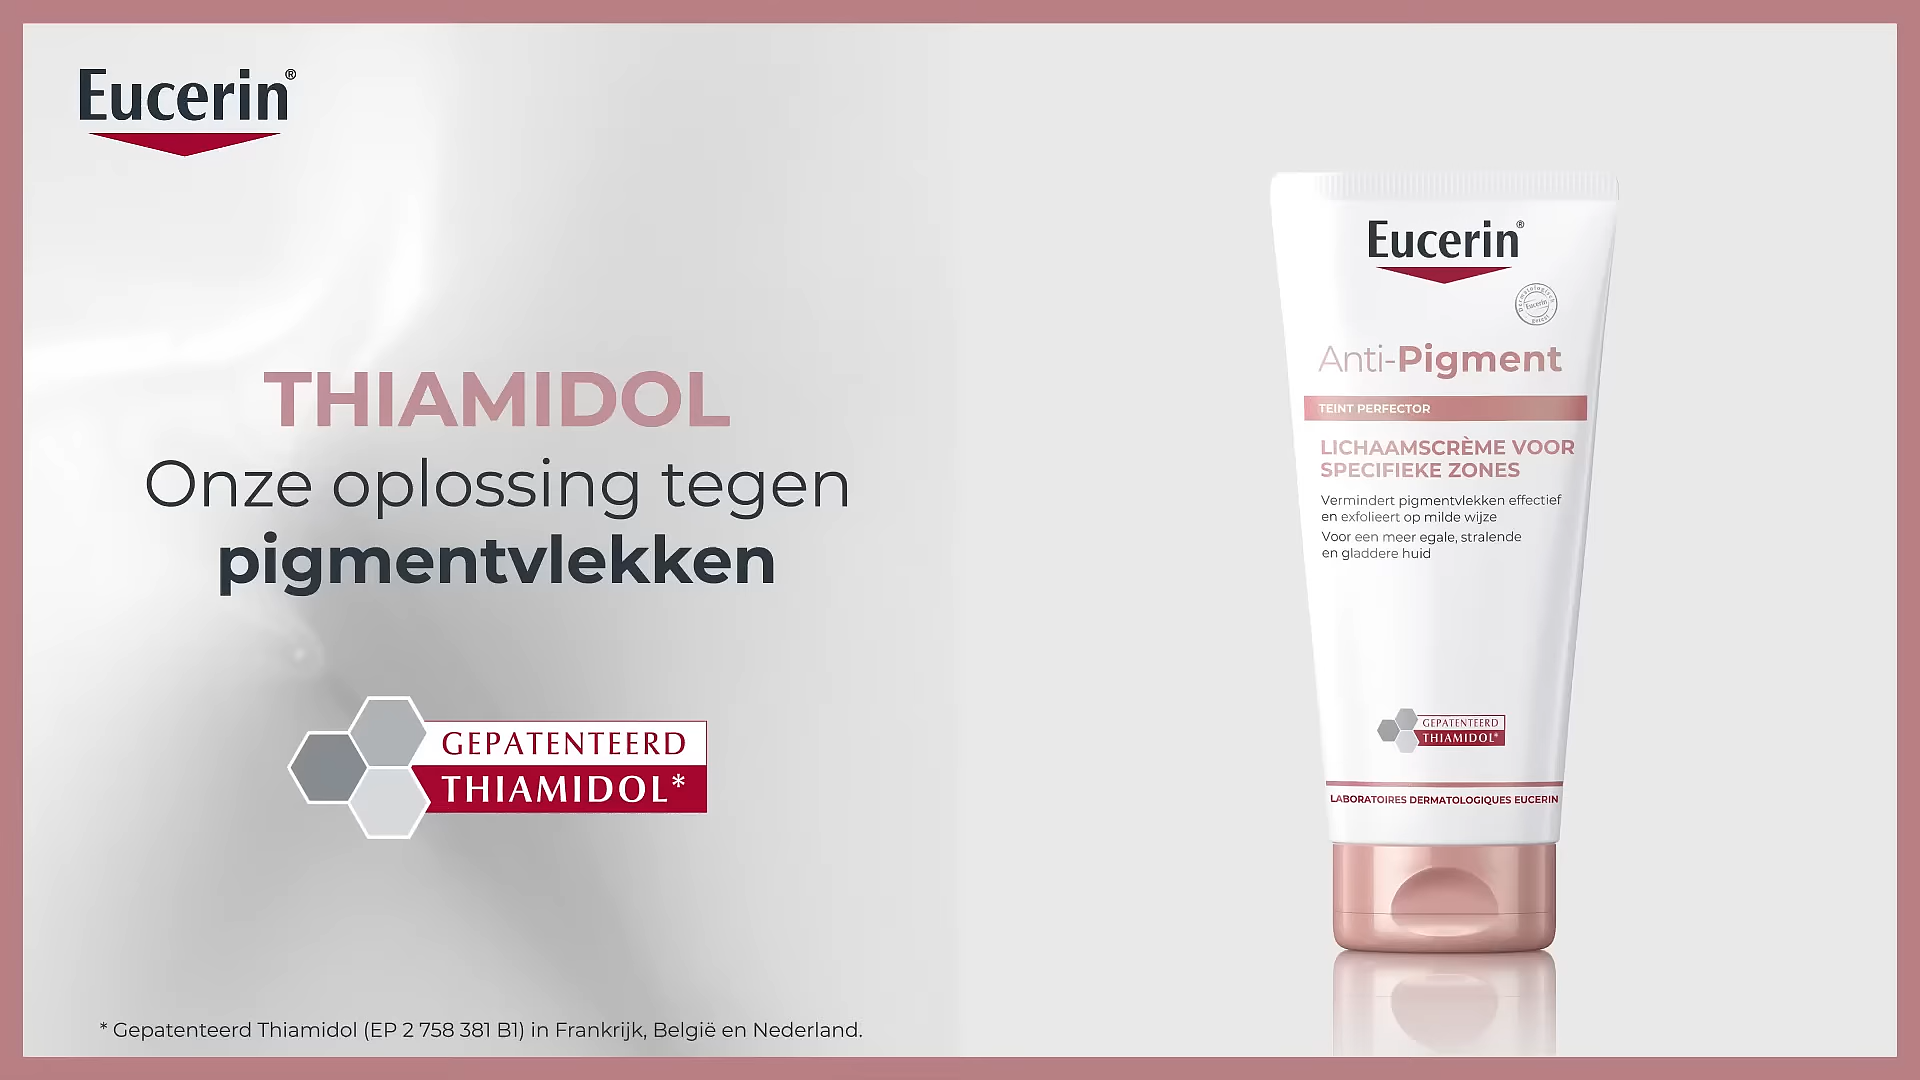 Eucerin®
THIAMIDOL
Onze oplossing tegen
pigmentvlekken
GEPATENTEERD
THIAMIDOL*
* Gepatenteerd Thiamidol (EP 2 758 381 B1) in Frankrijk, België en Nederland.
Eucerin®
Eucerin
Anti-Pigment
TEINT PERFECTOR
LICHAAMSCRÈME VOOR
SPECIFIEKE ZONES
Vermindert pigmentvlekken effectief
en exfolieert op milde wijze
Voor een meer egale, stralende
en gladdere huid
GEPATENTEERD
THIAMIDOL*
LABORATOIRES DERMATOLOGIQUES EUCERIN